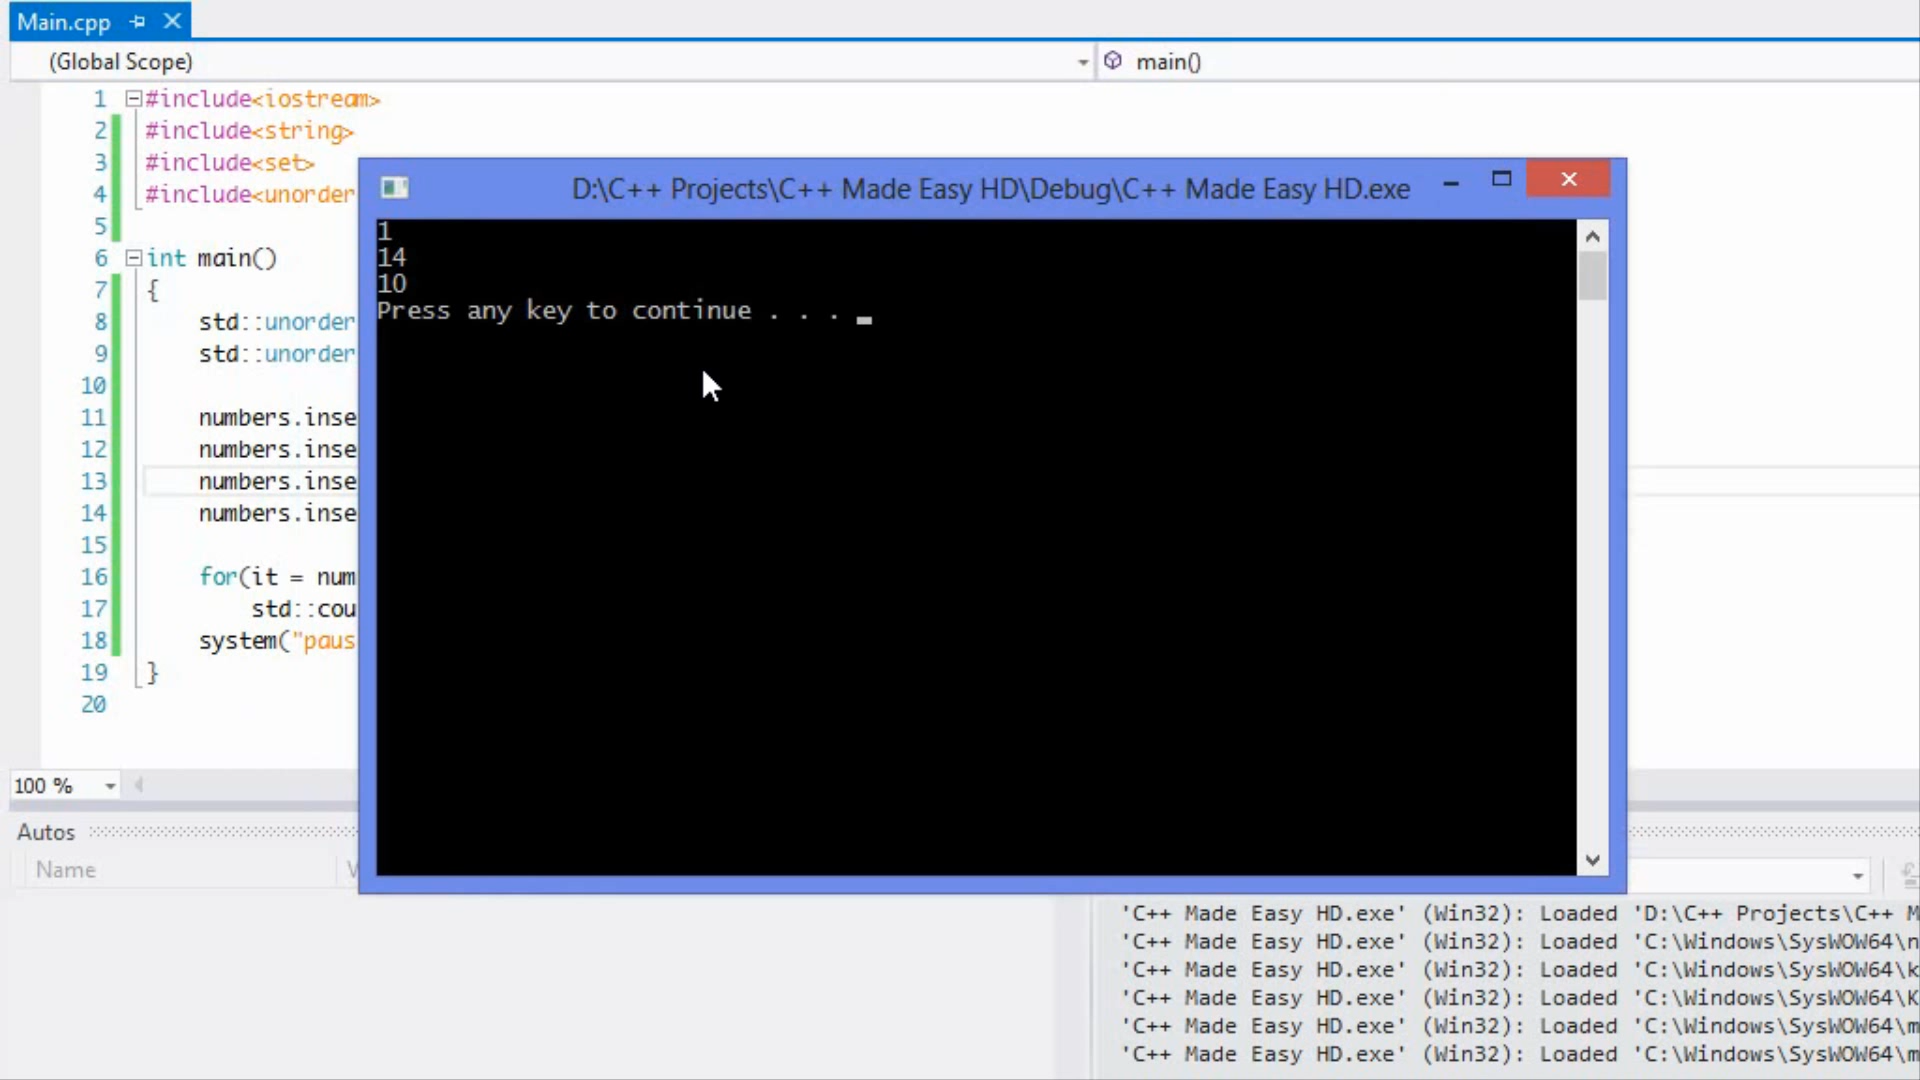 Main.cpp
(Global Scope)
main()
1 #include<iostream>
2 #include<string>
3 #include<set>
4 #include<unorder
5
6 int main()
7 {
8 std::unorder
9 std::unorder
10
11 numbers.inse
12 numbers.inse
13 numbers.inse
14 numbers.inse
15
16 for(it = num
17 std::cou
18 system("paus
19 }
20
D:\C++ Projects\C++ Made Easy HD\Debug\C++ Made Easy HD.exe
1
14
10
Press any key to continue . . .
100 %
Autos
Name
V
'C++ Made Easy HD.exe' (Win32): Loaded 'D:\C++ Projects\C++ M
'C++ Made Easy HD.exe' (Win32): Loaded 'C:\Windows\SysWOW64\n
'C++ Made Easy HD.exe' (Win32): Loaded 'C:\Windows\SysWOW64\k
'C++ Made Easy HD.exe' (Win32): Loaded 'C:\Windows\SysWOW64\K
'C++ Made Easy HD.exe' (Win32): Loaded 'C:\Windows\SysWOW64\m
'C++ Made Easy HD.exe' (Win32): Loaded 'C:\Windows\SysWOW64\m